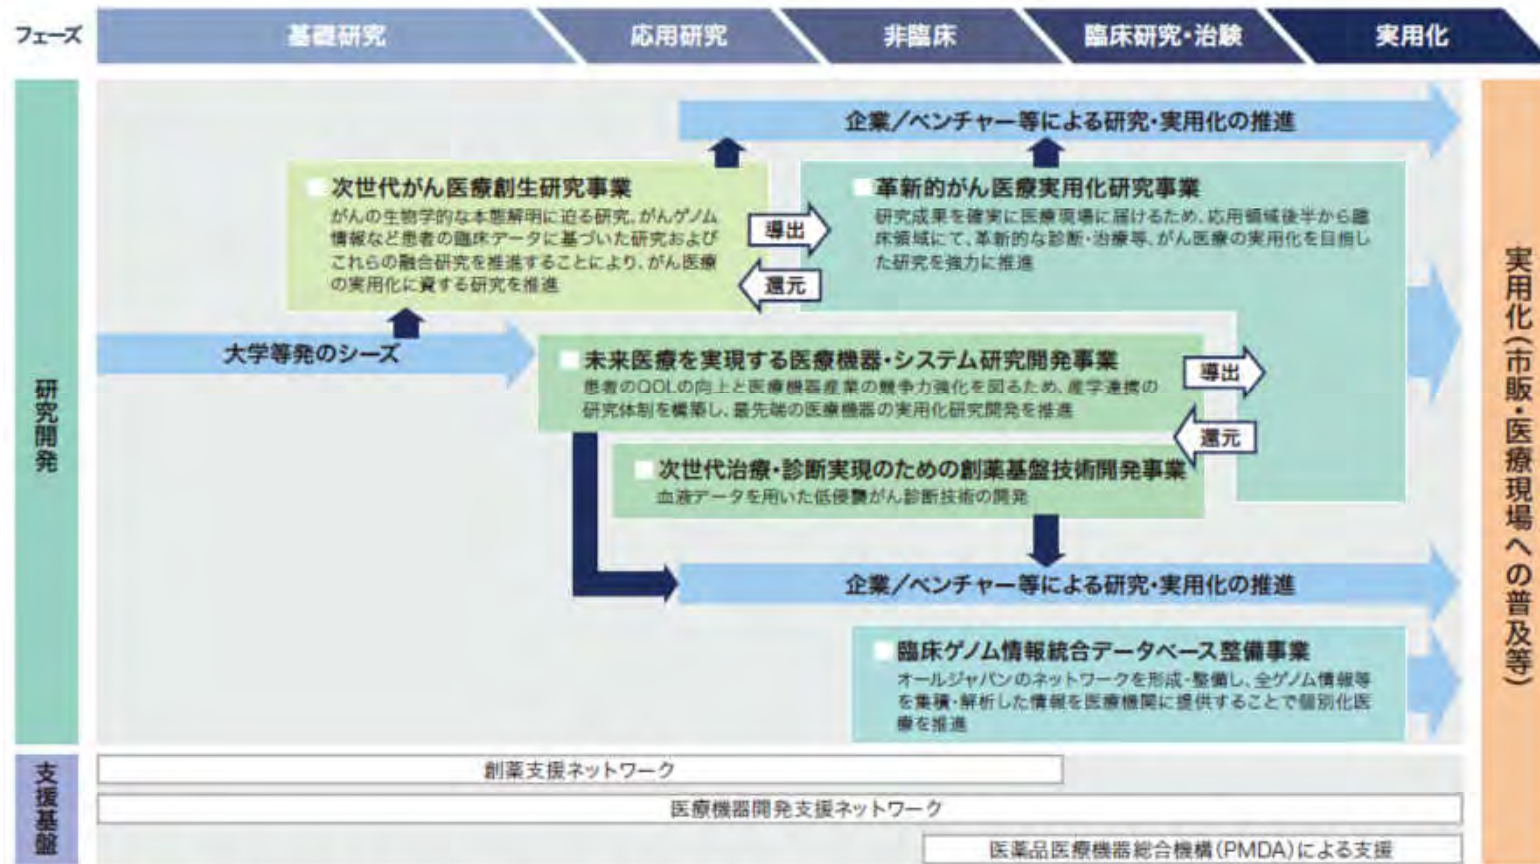 フェーズ
基礎研究
応用研究
非臨床
臨床研究・治験
実用化
研究開発
企業/ベンチャー等による研究・実用化の推進
次世代がん医療創生研究事業
がんの生物学的な本態解明に迫る研究、がんゲノム
情報など患者の臨床データに基づいた研究および
これらの融合研究を推進することにより、がん医療
の実用化に資する研究を推進
導出
還元
革新的がん医療実用化研究事業
研究成果を確実に医療現場に届けるため、応用領域後半から臨
床領域にて、革新的な診断・治療等、がん医療の実用化を目指し
た研究を強力に推進
大学等発のシーズ
未来医療を実現する医療機器・システム研究開発事業
患者のQOLの向上と医療機器産業の競争力強化を図るため、産学連携の
研究体制を構築し、最先端の医療機器の実用化研究開発を推進
導出
還元
次世代治療・診断実現のための創薬基盤技術開発事業
血液データを用いた低侵襲がん診断技術の開発
企業/ベンチャー等による研究・実用化の推進
臨床ゲノム情報統合データベース整備事業
オールジャパンのネットワークを形成・整備し、全ゲノム情報等
を集積・解析した情報を医療機関に提供することで個別化医
療を推進
実用化(市販・医療現場への普及等)
支援基盤
創薬支援ネットワーク
医療機器開発支援ネットワーク
医薬品医療機器総合機構(PMDA)による支援